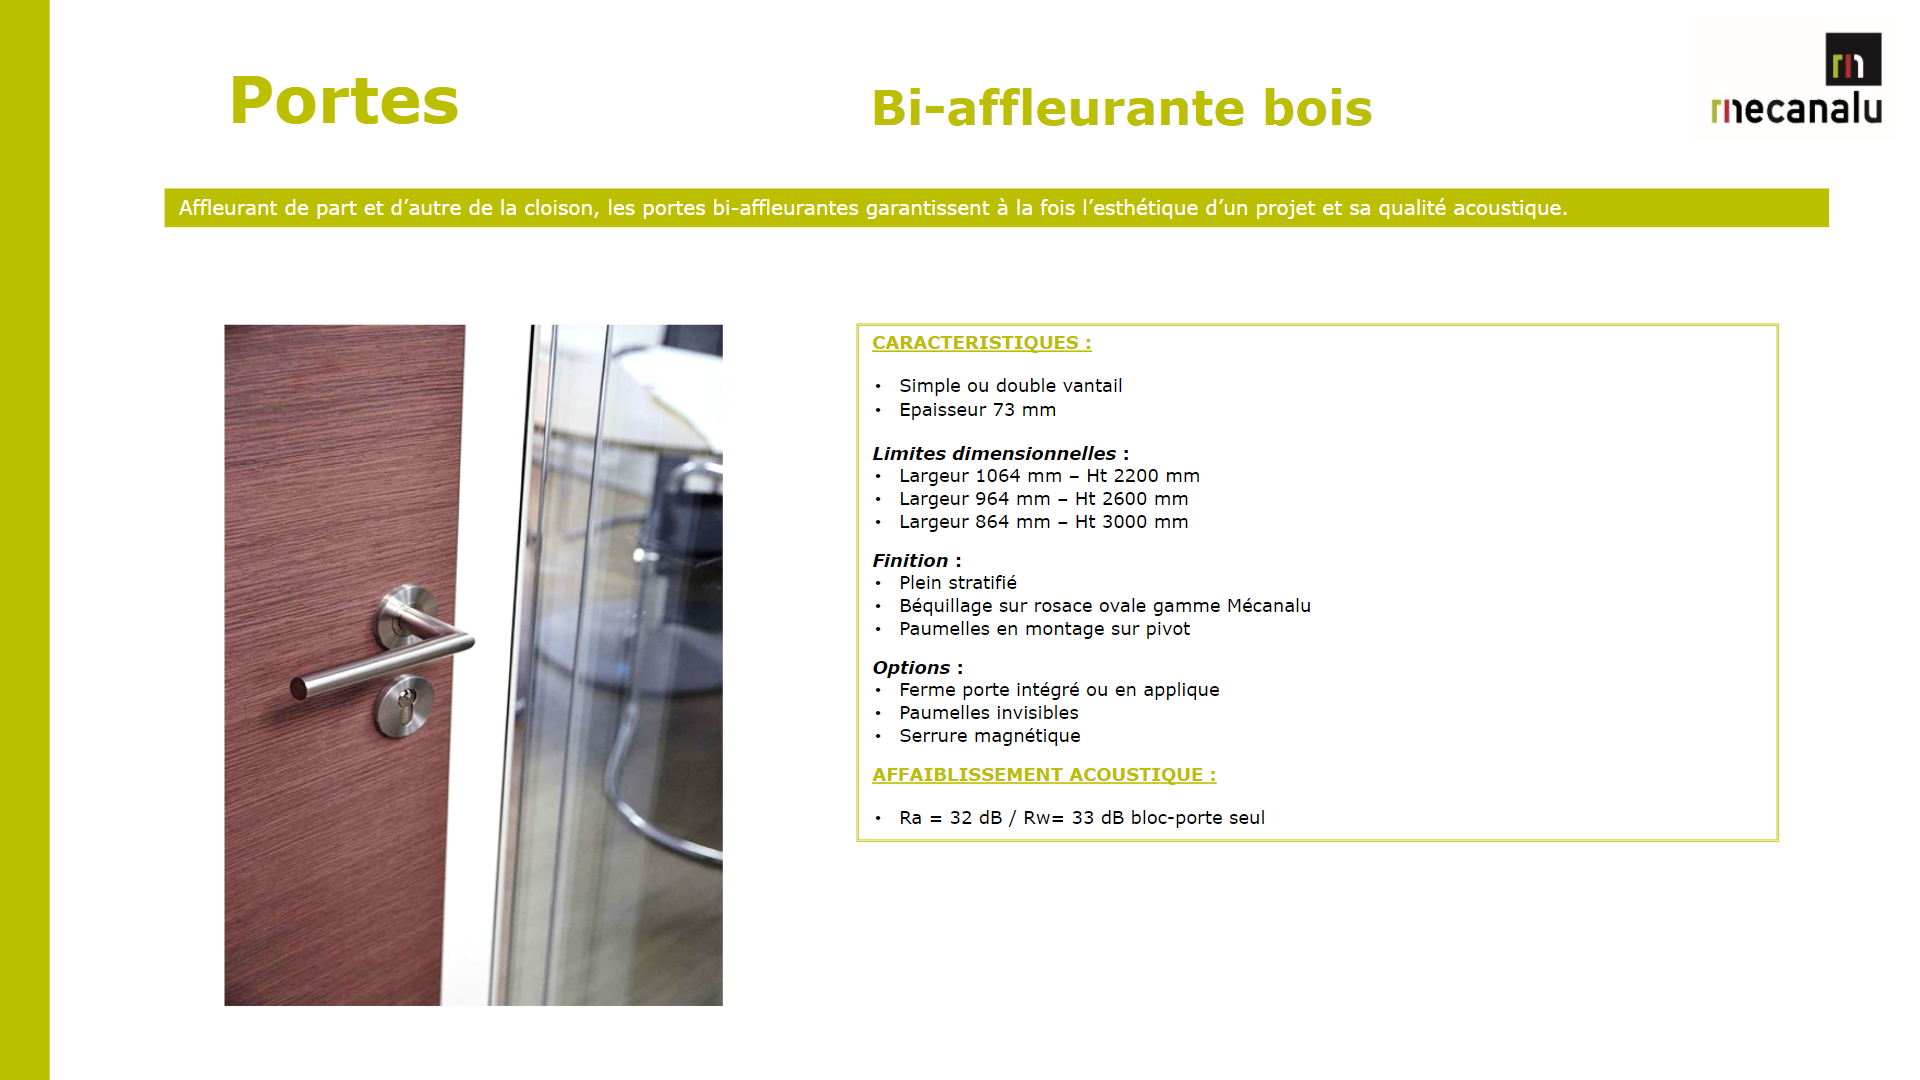 Portes
Bi-affleurante bois
m
mecanalu
Affleurant de part et d’autre de la cloison, les portes bi-affleurantes garantissent à la fois l’esthétique d’un projet et sa qualité acoustique.
CARACTERISTIQUES :
• Simple ou double vantail
• Epaisseur 73 mm
Limites dimensionnelles :
• Largeur 1064 mm – Ht 2200 mm
• Largeur 964 mm – Ht 2600 mm
• Largeur 864 mm – Ht 3000 mm
Finition :
• Plein stratifié
• Béquillage sur rosace ovale gamme Mécanalu
• Paumelles en montage sur pivot
Options :
• Ferme porte intégré ou en applique
• Paumelles invisibles
• Serrure magnétique
AFFAIBLISSEMENT ACOUSTIQUE :
• Ra = 32 dB / Rw= 33 dB bloc-porte seul